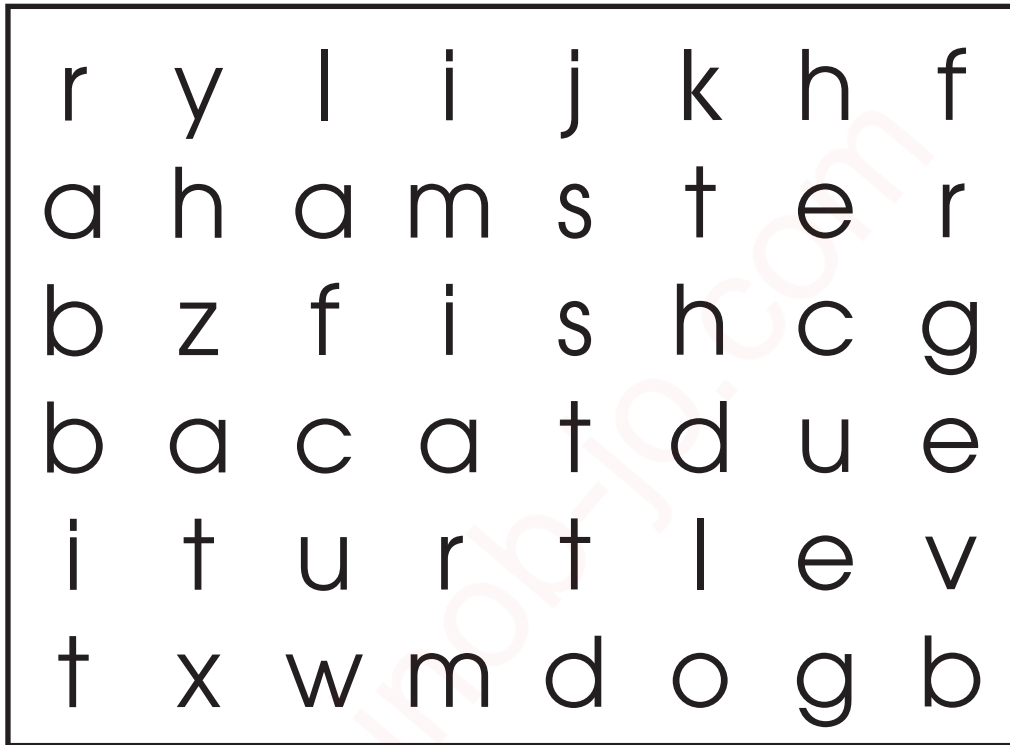 r y l i j k h f
a h a m s t e r
b z f i s h c g
b a c a t d u e
i t u r t l e v
t x w m d o g b